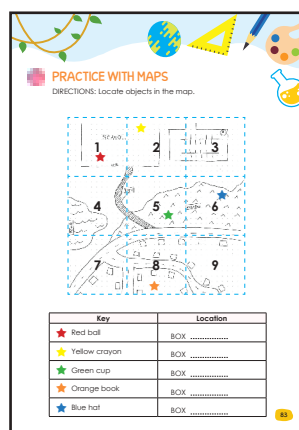 PRACTICE WITH MAPS
DIRECTIONS: Locate objects in the map.
1 2 3
4 5 6
7 8 9
Key Location
Red ball BOX ................
Yellow crayon BOX ................
Green cup BOX ................
Orange book BOX ................
Blue hat BOX ................
83